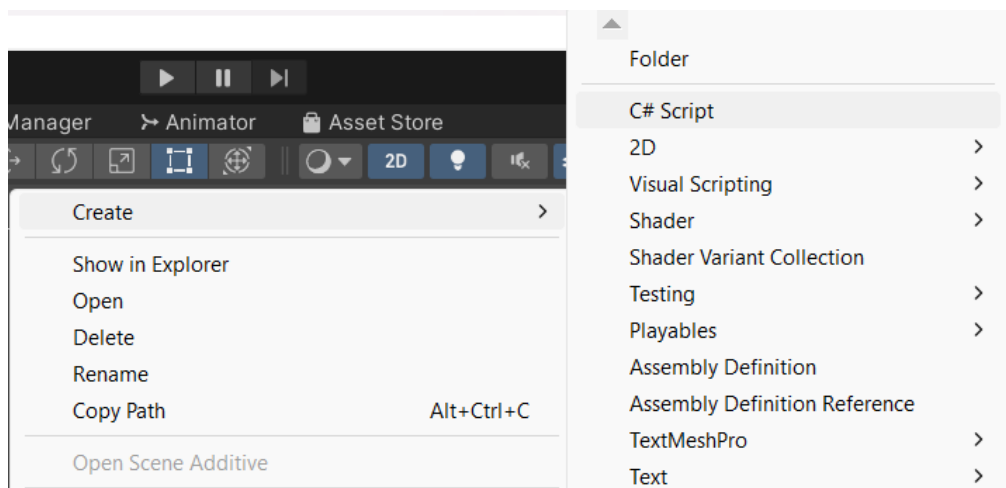 Manager
Animator
Asset Store
2D
Create
Show in Explorer
Open
Delete
Rename
Copy Path Alt+Ctrl+C
Open Scene Additive
Folder
C# Script
2D
Visual Scripting
Shader
Shader Variant Collection
Testing
Playables
Assembly Definition
Assembly Definition Reference
TextMeshPro
Text